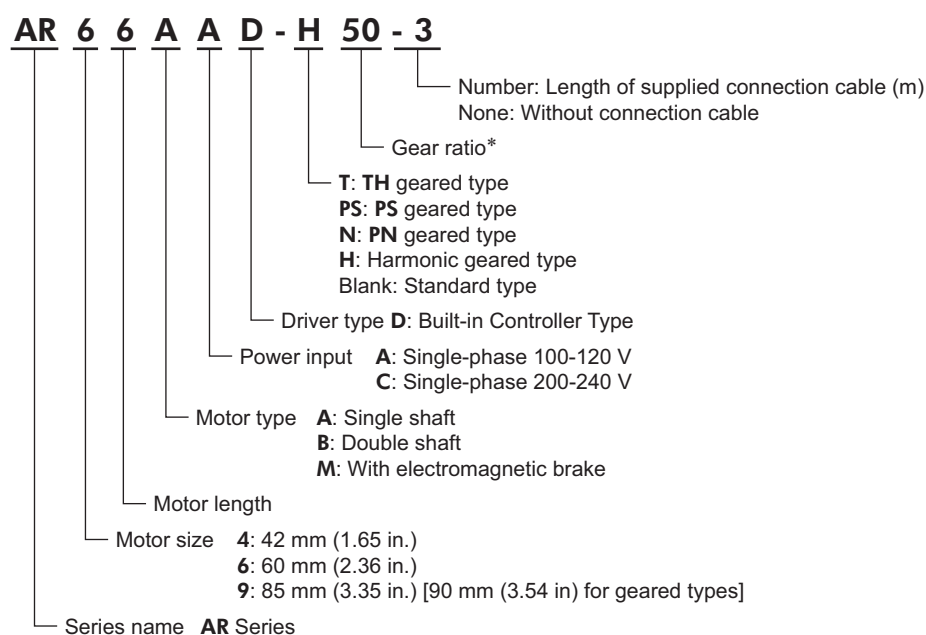 AR 6 6 A A D - H 50 - 3
Number: Length of supplied connection cable (m)
None: Without connection cable
Gear ratio*
T: TH geared type
PS: PS geared type
N: PN geared type
H: Harmonic geared type
Blank: Standard type
Driver type D: Built-in Controller Type
Power input A: Single-phase 100-120 V
C: Single-phase 200-240 V
Motor type A: Single shaft
B: Double shaft
M: With electromagnetic brake
Motor length
Motor size 4: 42 mm (1.65 in.)
6: 60 mm (2.36 in.)
9: 85 mm (3.35 in.) [90 mm (3.54 in) for geared types]
Series name AR Series